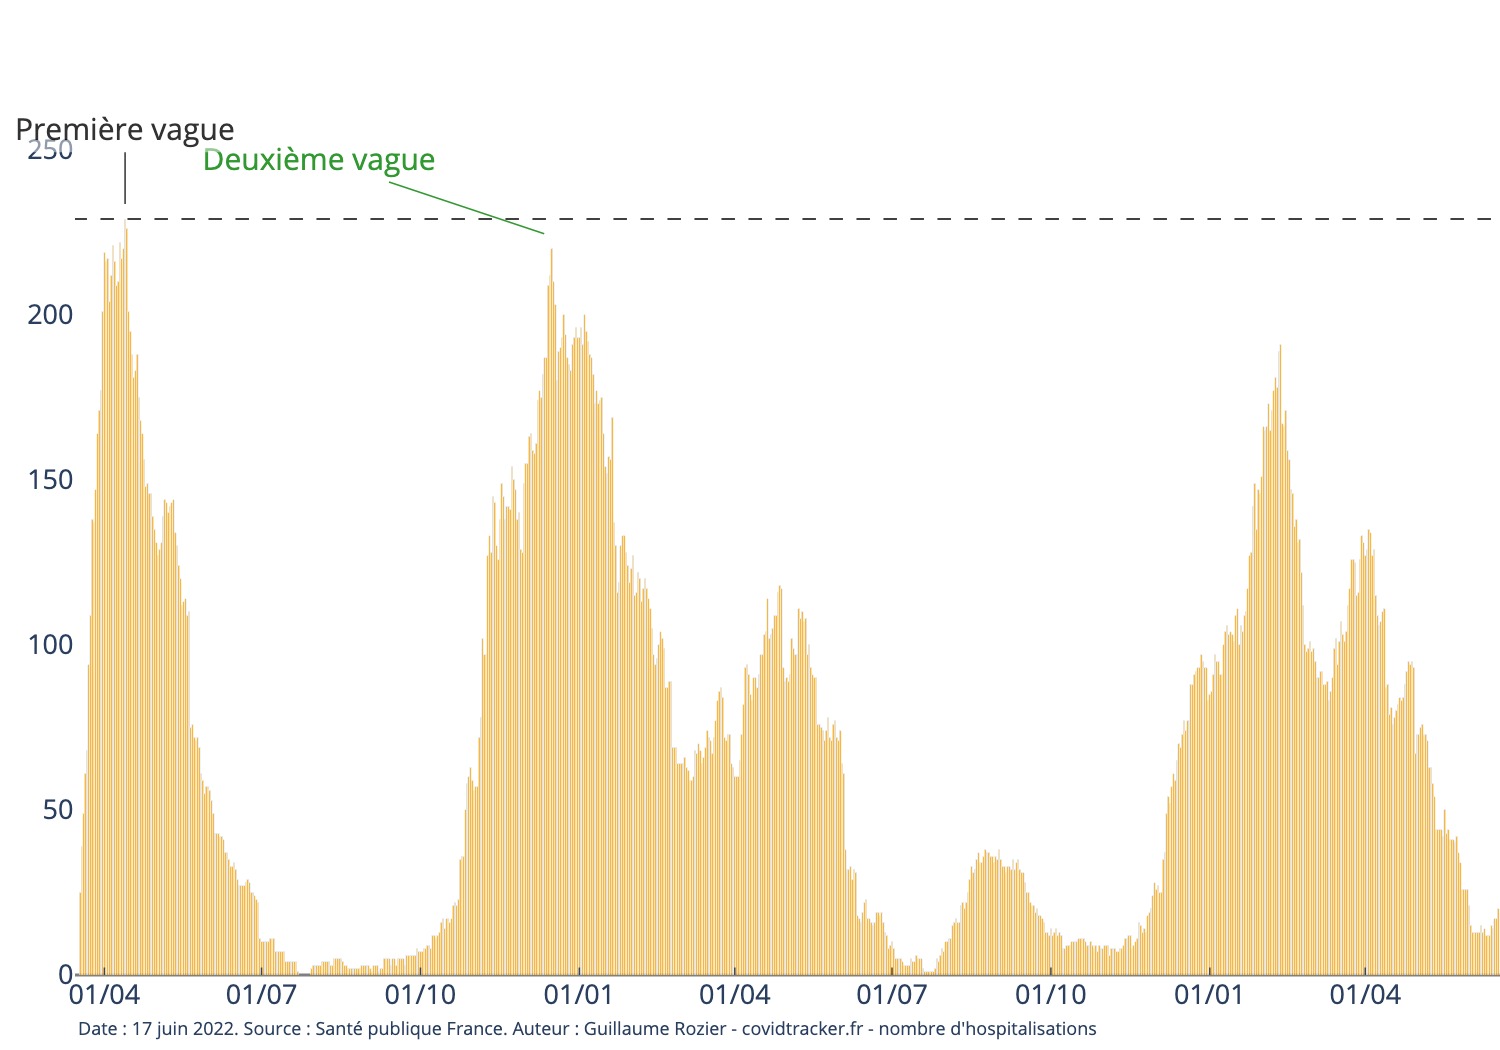 Première vague
250
Deuxième vague
200
150
100
50
0
01/04 01/07 01/10 01/01 01/04 01/07 01/10 01/01 01/04
Date : 17 juin 2022. Source : Santé publique France. Auteur : Guillaume Rozier - covidtracker.fr - nombre d'hospitalisations